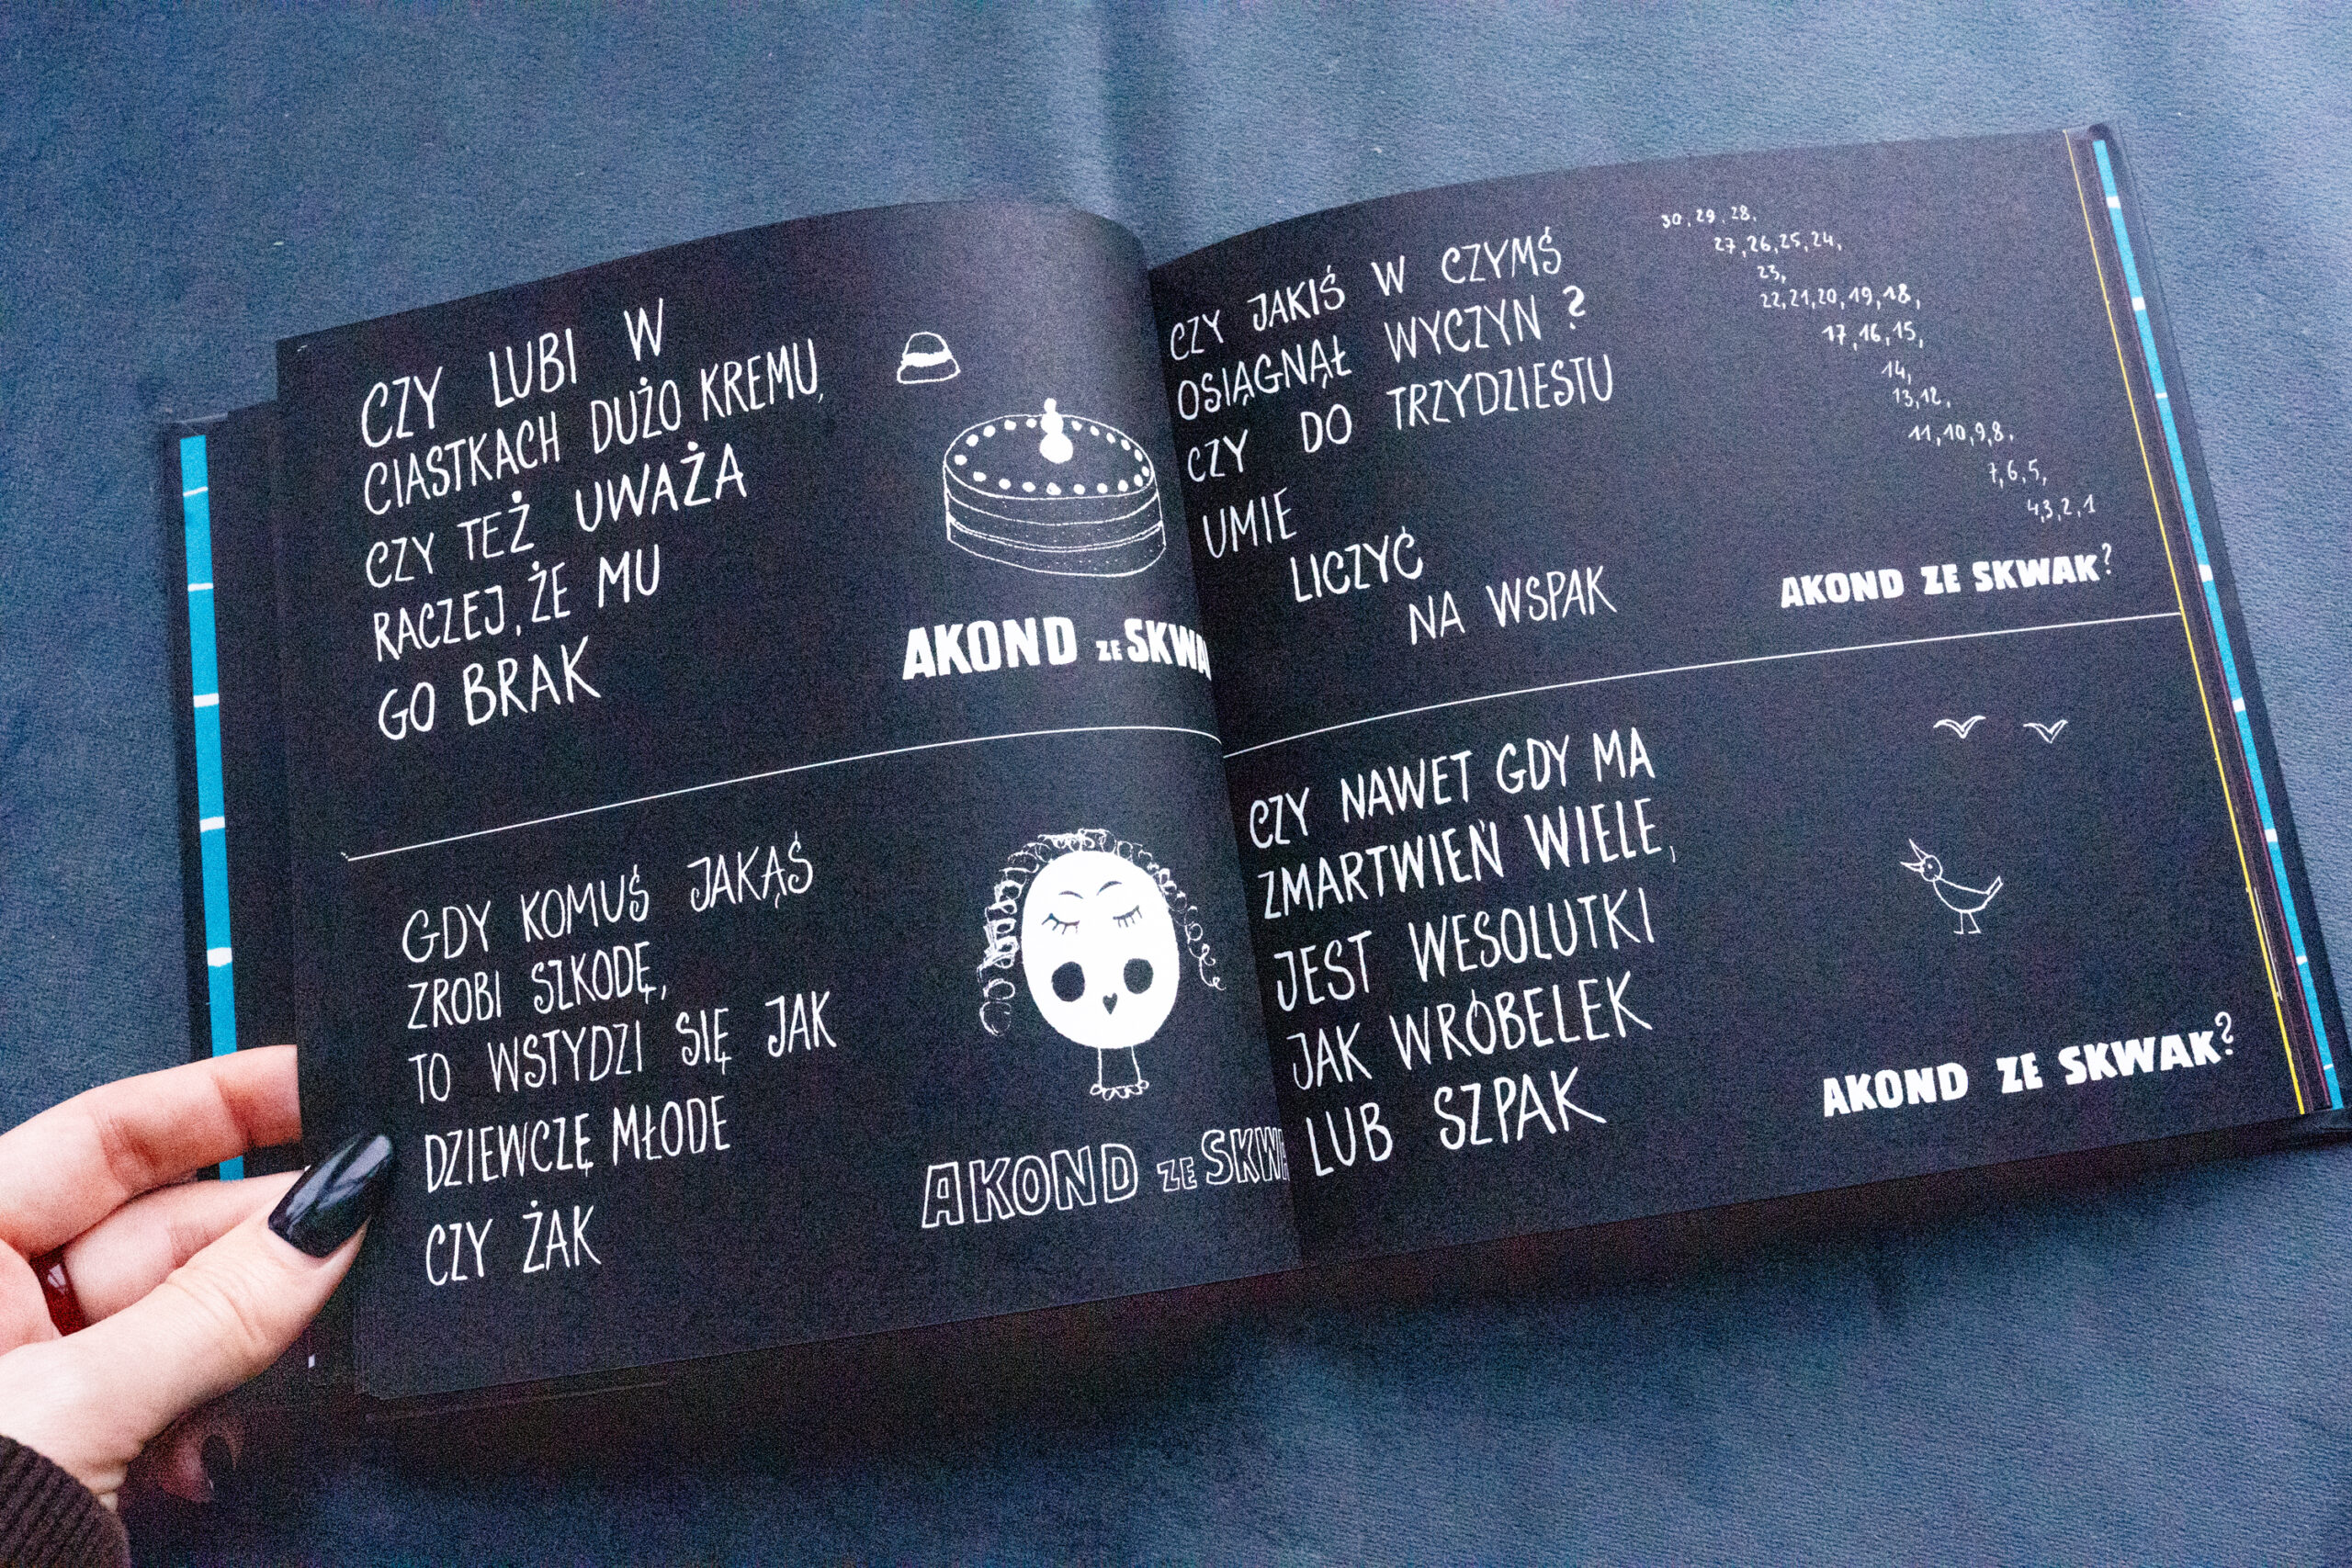 CZY LUBI W
CIASTKACH DUŻO KREMU,
CZY TEŻ UWAŻA
RACZEJ, ŻE MU
GO BRAK
AKOND ZE SKWA
GDY KOMUŚ JAKĄŚ
ZROBI SZKODĘ,
TO WSTYDZI SIĘ JAK
DZIEWCZĘ MŁODE
CZY ŻAK
AKOND ZE SKWA
CZY JAKIŚ W CZYMŚ
OSIĄGNĄŁ WYCZYN?
CZY DO TRZYDZIESTU
UMIE
LICZYĆ
NA WSPAK
30, 29, 28,
27, 26, 25, 24,
23,
22, 21, 20, 19, 18,
17, 16, 15,
14,
13, 12,
11, 10, 9, 8,
7, 6, 5,
4, 3, 2, 1
AKOND ZE SKWAK?
CZY NAWET GDY MA
ZMARTWIEŃ WIELE,
JEST WESOLUTKI
JAK WRÓBELEK
LUB SZPAK
AKOND ZE SKWAK?